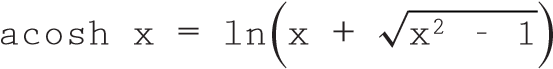 acosh x = ln(x + √(x² - 1))